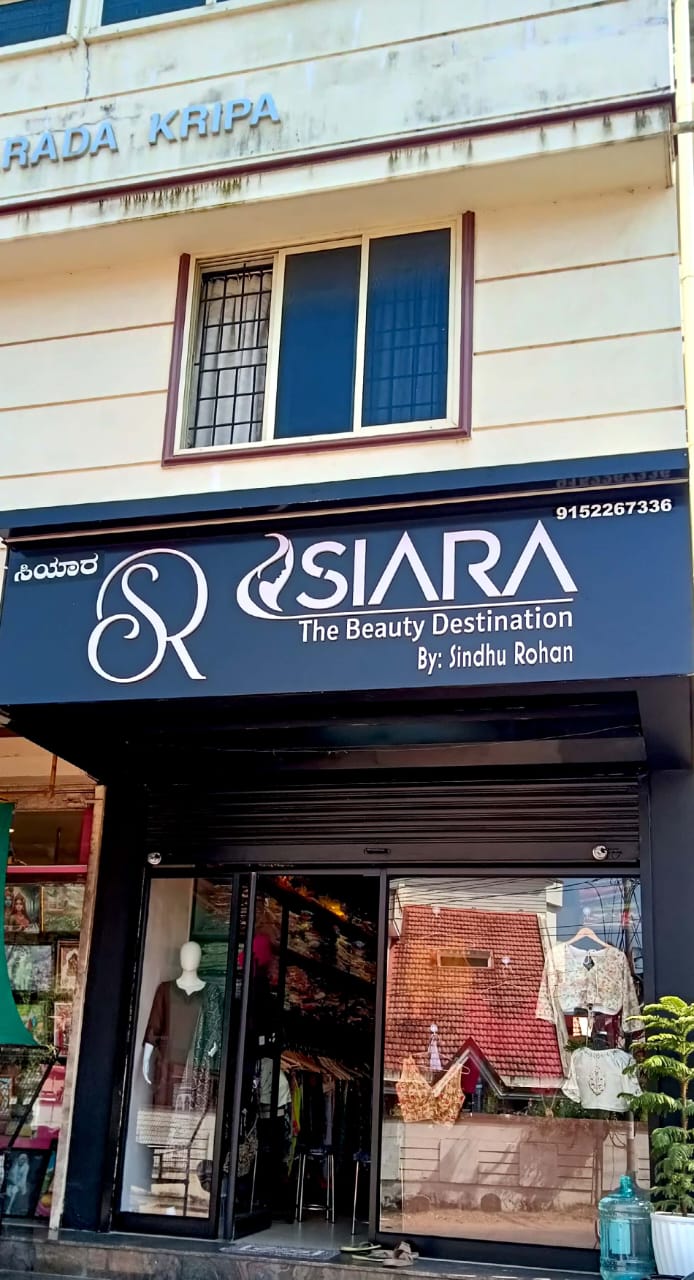 RADA KRIPA
9152267336
ಸಿಯಾರ
SR
SIARA
The Beauty Destination
By: Sindhu Rohan